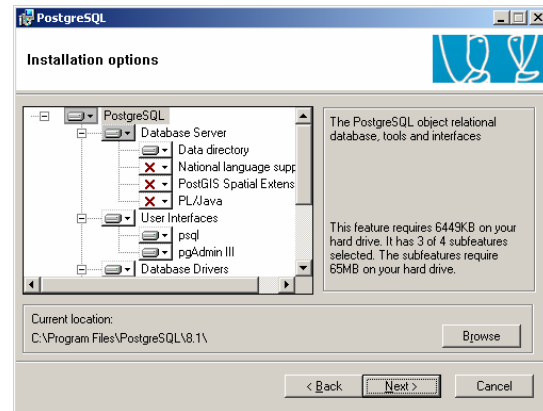 PostgreSQL
Installation options
PostgreSQL
Database Server
Data directory
National language supp
PostGIS Spatial Extens
PL/Java
User Interfaces
psql
pgAdmin III
Database Drivers
The PostgreSQL object relational
database, tools and interfaces
This feature requires 6449KB on your
hard drive. It has 3 of 4 subfeatures
selected. The subfeatures require
65MB on your hard drive.
Current location:
C:\Program Files\PostgreSQL\8.1\
Browse
< Back
Next >
Cancel